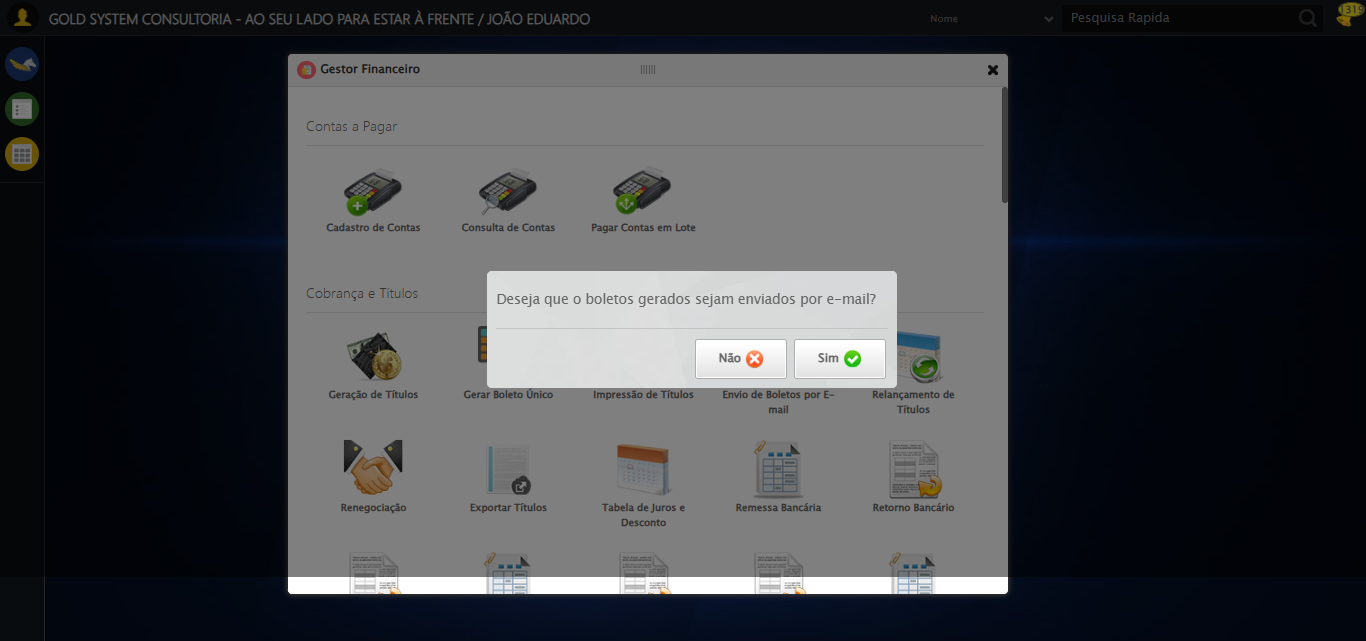 GOLD SYSTEM CONSULTORIA - AO SEU LADO PARA ESTAR À FRENTE / JOÃO EDUARDO
Nome
Pesquisa Rapida
Gestor Financeiro
Contas a Pagar
Cadastro de Contas
Consulta de Contas
Pagar Contas em Lote
Cobrança e Títulos
Deseja que o boletos gerados sejam enviados por e-mail?
Não
Sim
Geração de Títulos
Gerar Boleto Único
Impressão de Títulos
Envio de Boletos por E-
mail
Relançamento de
Títulos
Renegociação
Exportar Títulos
Tabela de Juros e
Desconto
Remessa Bancária
Retorno Bancário